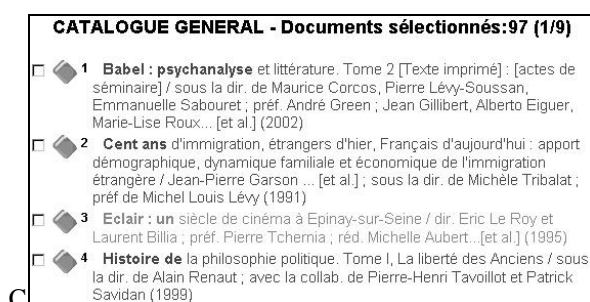 CATALOGUE GENERAL - Documents sélectionnés:97 (1/9)
1 Babel : psychanalyse et littérature. Tome 2 [Texte imprimé] : [actes de
séminaire] / sous la dir. de Maurice Corcos, Pierre Lévy-Soussan,
Emmanuelle Sabouret ; préf. André Green ; Jean Gillibert, Alberto Eiguer,
Marie-Lise Roux... [et al.] (2002)
2 Cent ans d'immigration, étrangers d'hier, Français d'aujourd'hui : apport
démographique, dynamique familiale et économique de l'immigration
étrangère / Jean-Pierre Garson ... [et al.] ; sous la dir. de Michèle Tribalat ;
préf de Michel Louis Lévy (1991)
3 Eclair : un siècle de cinéma à Epinay-sur-Seine / dir. Eric Le Roy et
Laurent Billia ; préf. Pierre Tchernia ; réd. Michelle Aubert...[et al.] (1995)
4 Histoire de la philosophie politique. Tome I, La liberté des Anciens / sous
la dir. de Alain Renaut ; avec la collab. de Pierre-Henri Tavoillot et Patrick
Savidan (1999)
C